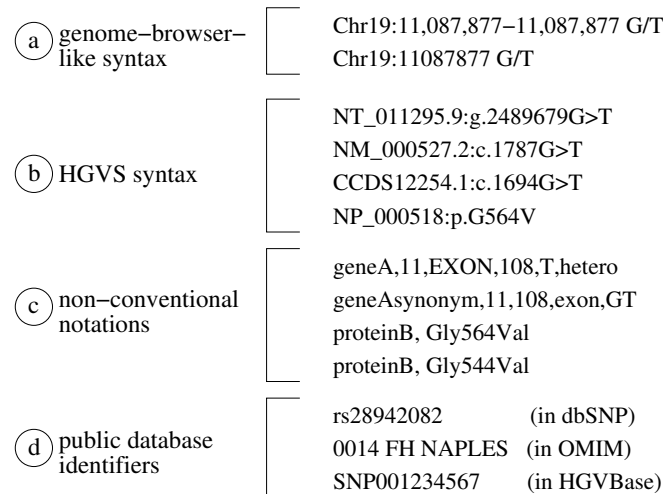 a genome−browser−like syntax
Chr19:11,087,877−11,087,877 G/T
Chr19:11087877 G/T
b HGVS syntax
NT_011295.9:g.2489679G>T
NM_000527.2:c.1787G>T
CCDS12254.1:c.1694G>T
NP_000518:p.G564V
c non−conventional
notations
geneA,11,EXON,108,T,hetero
geneAsynonym,11,108,exon,GT
proteinB, Gly564Val
proteinB, Gly544Val
d public database
identifiers
rs28942082 (in dbSNP)
0014 FH NAPLES (in OMIM)
SNP001234567 (in HGVBase)